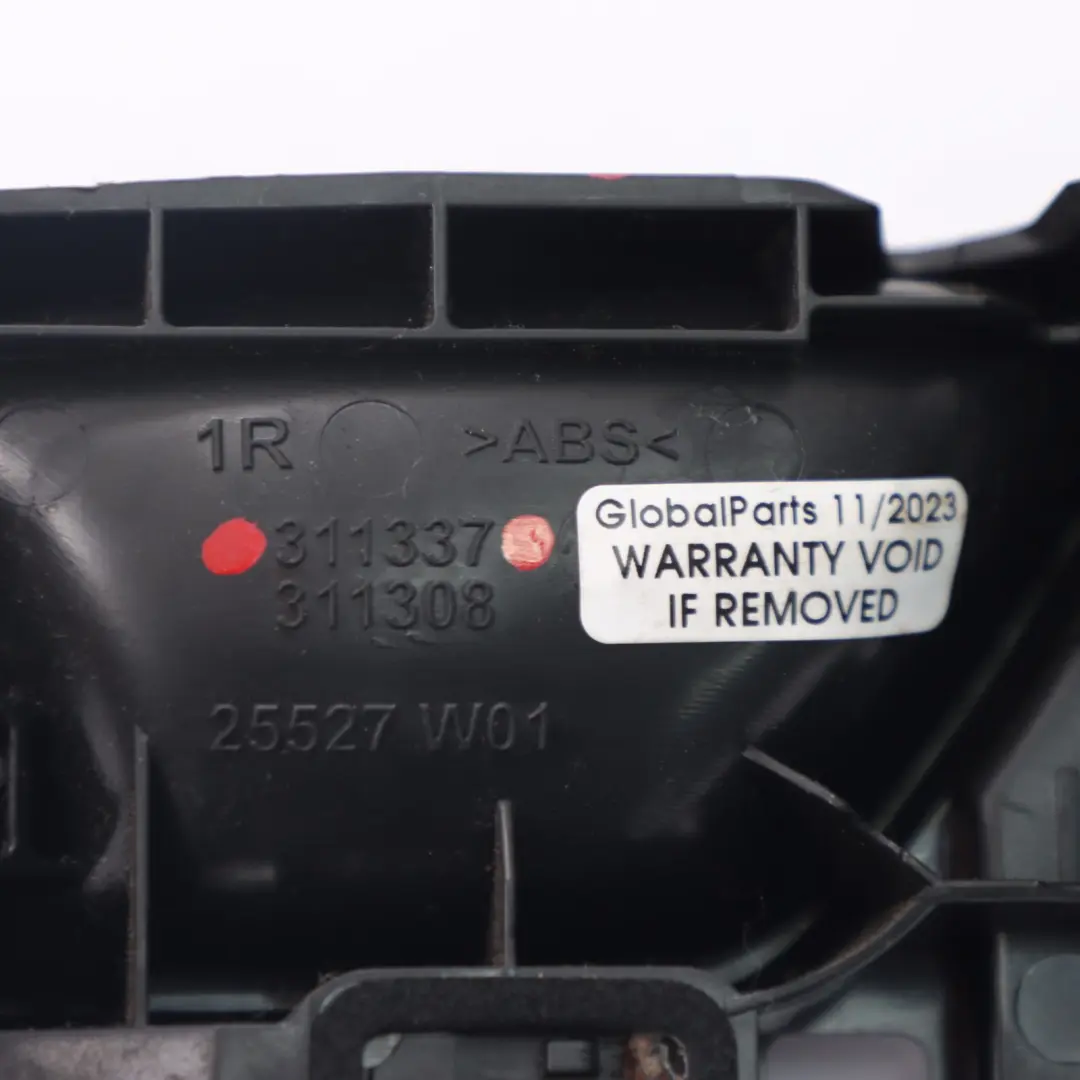 1R >ABS<
311337
311308
GlobalParts 11/2023
WARRANTY VOID
IF REMOVED
25527 W01